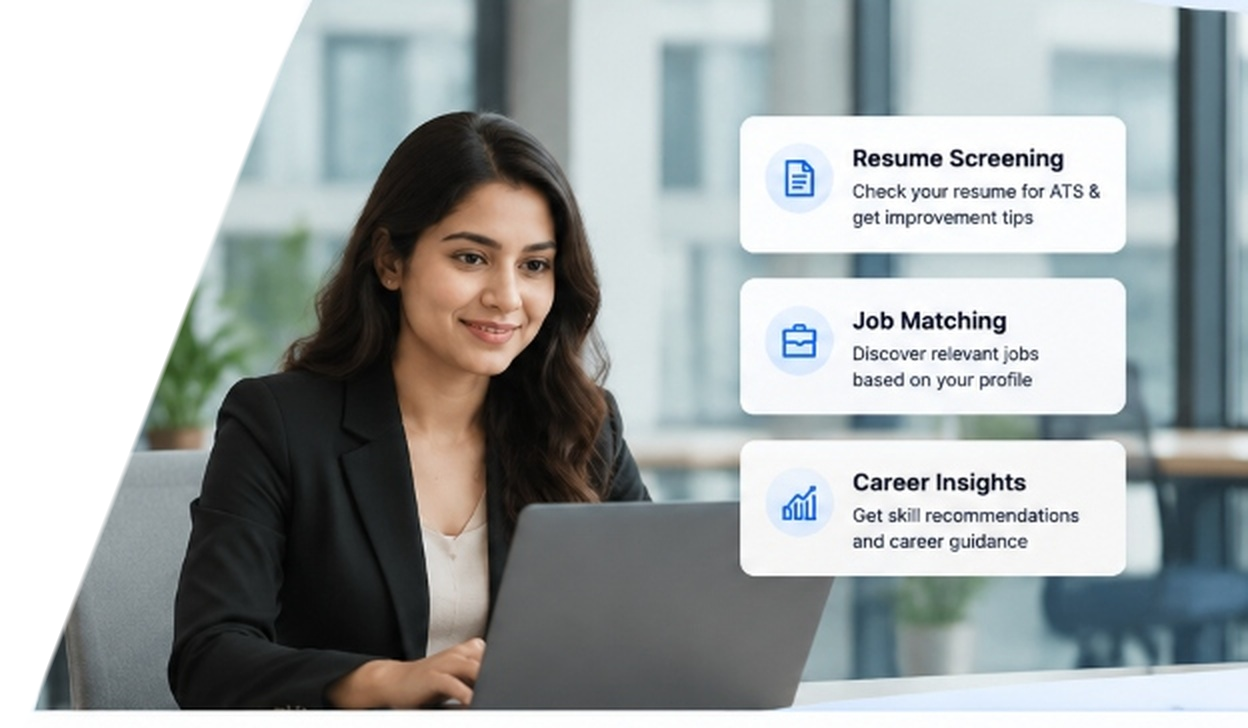 Resume Screening
Check your resume for ATS &
get improvement tips
Job Matching
Discover relevant jobs
based on your profile
Career Insights
Get skill recommendations
and career guidance